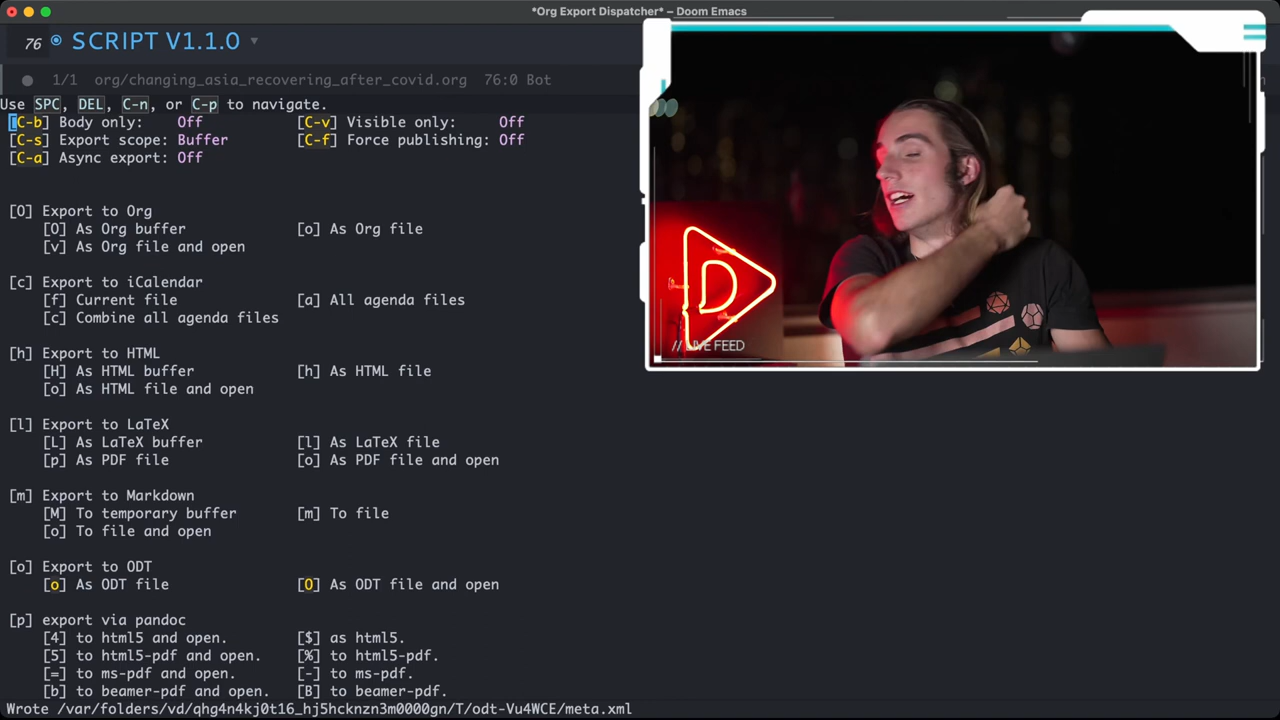 *Org Export Dispatcher* – Doom Emacs
76 SCRIPT V1.1.0
1/1 org/changing_asia_recovering_after_covid.org 76:0 Bot
Use SPC, DEL, C-n, or C-p to navigate.
[C-b] Body only: Off [C-v] Visible only: Off
[C-s] Export scope: Buffer [C-f] Force publishing: Off
[C-a] Async export: Off
[O] Export to Org
[O] As Org buffer [o] As Org file
[v] As Org file and open
[c] Export to iCalendar
[f] Current file [a] All agenda files
[c] Combine all agenda files
[h] Export to HTML
[H] As HTML buffer [h] As HTML file
[o] As HTML file and open
[l] Export to LaTeX
[L] As LaTeX buffer [l] As LaTeX file
[p] As PDF file [o] As PDF file and open
[m] Export to Markdown
[M] To temporary buffer [m] To file
[o] To file and open
[o] Export to ODT
[o] As ODT file [O] As ODT file and open
[p] export via pandoc
[4] to html5 and open. [$] as html5.
[5] to html5-pdf and open. [%] to html5-pdf.
[=] to ms-pdf and open. [-] to ms-pdf.
[b] to beamer-pdf and open. [B] to beamer-pdf.
Wrote /var/folders/vd/qhg4n4kj0t16_hj5hcknzn3m0000gn/T/odt-Vu4WCE/meta.xml
D
// LIVE FEED